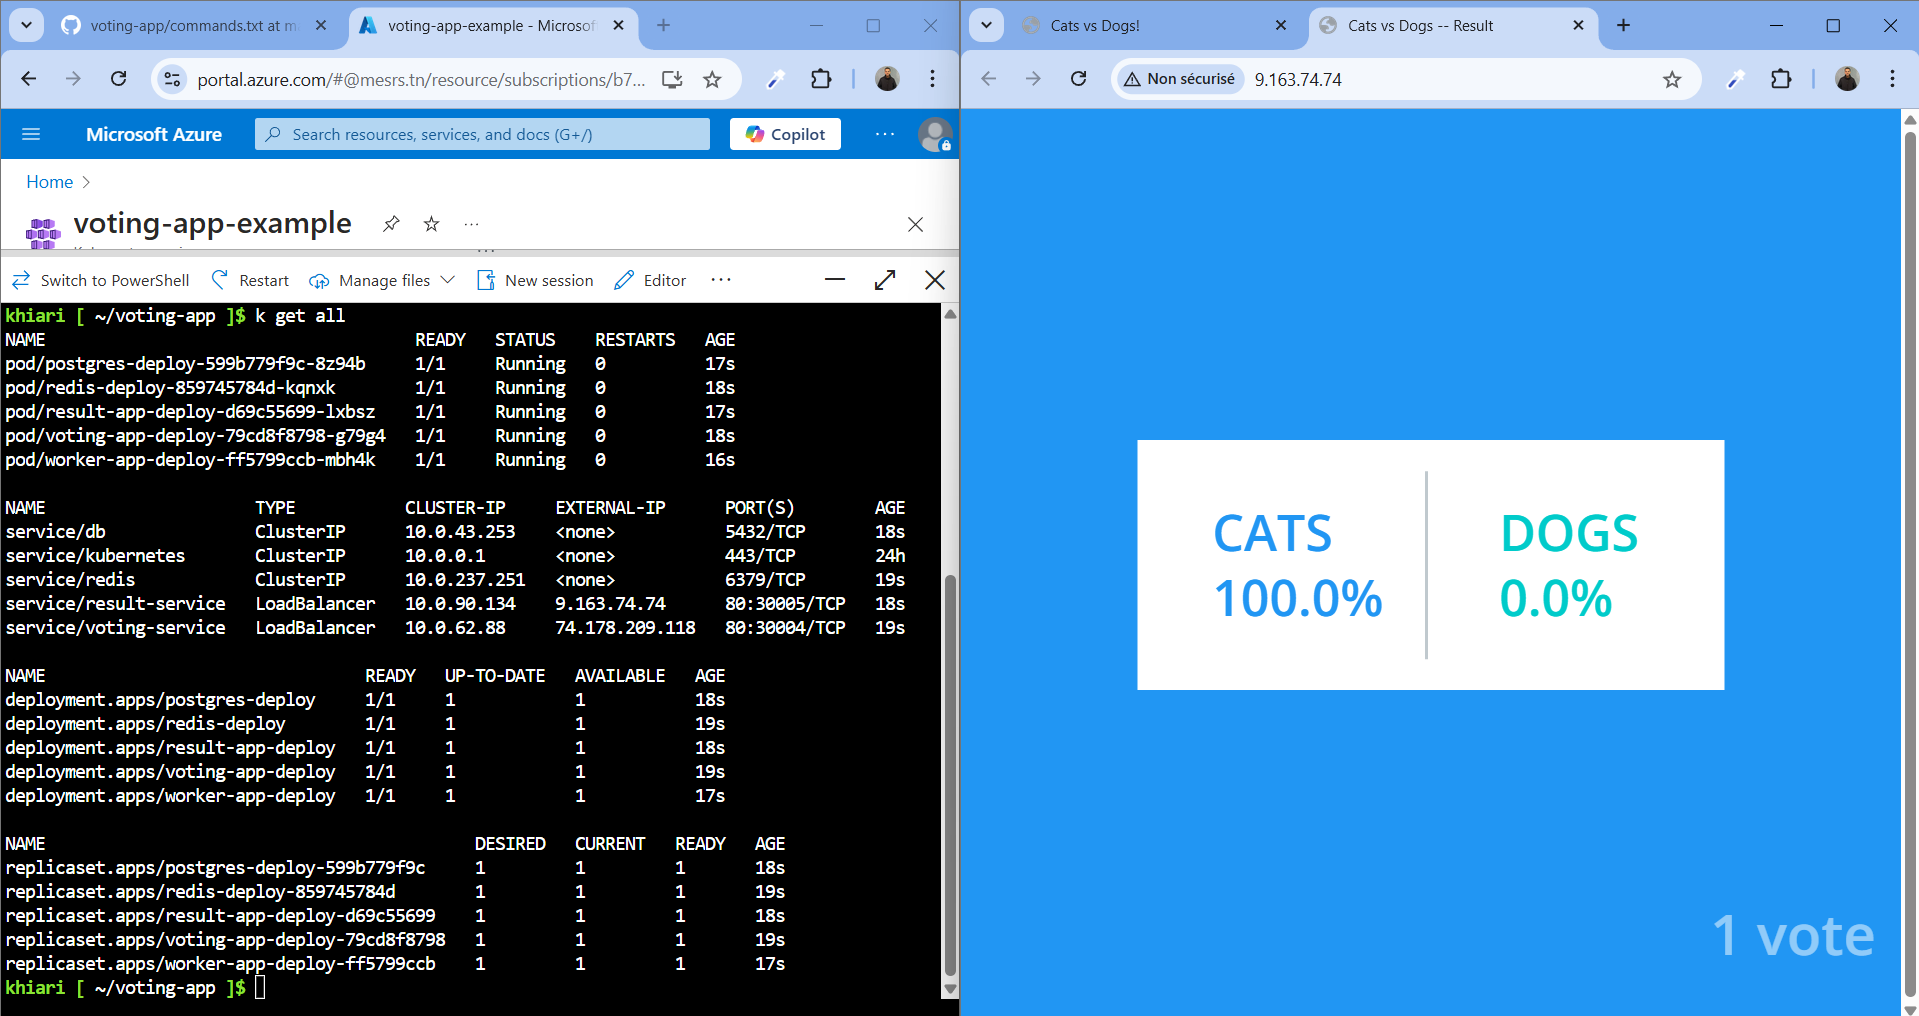 voting-app/commands.txt at m
voting-app-example - Microsof
portal.azure.com/#@mesrs.tn/resource/subscriptions/b7...
Microsoft Azure
Search resources, services, and docs (G+/)
Copilot
Home
voting-app-example
Switch to PowerShell
Restart
Manage files
New session
Editor
khiari [ ~/voting-app ]$ k get all
NAME READY STATUS RESTARTS AGE
pod/postgres-deploy-599b779f9c-8z94b 1/1 Running 0 17s
pod/redis-deploy-859745784d-kqnxk 1/1 Running 0 18s
pod/result-app-deploy-d69c55699-lxbsz 1/1 Running 0 17s
pod/voting-app-deploy-79cd8f8798-g79g4 1/1 Running 0 18s
pod/worker-app-deploy-ff5799ccb-mbh4k 1/1 Running 0 16s
NAME TYPE CLUSTER-IP EXTERNAL-IP PORT(S) AGE
service/db ClusterIP 10.0.43.253 <none> 5432/TCP 18s
service/kubernetes ClusterIP 10.0.0.1 <none> 443/TCP 24h
service/redis ClusterIP 10.0.237.251 <none> 6379/TCP 19s
service/result-service LoadBalancer 10.0.90.134 9.163.74.74 80:30005/TCP 18s
service/voting-service LoadBalancer 10.0.62.88 74.178.209.118 80:30004/TCP 19s
NAME READY UP-TO-DATE AVAILABLE AGE
deployment.apps/postgres-deploy 1/1 1 1 18s
deployment.apps/redis-deploy 1/1 1 1 19s
deployment.apps/result-app-deploy 1/1 1 1 18s
deployment.apps/voting-app-deploy 1/1 1 1 19s
deployment.apps/worker-app-deploy 1/1 1 1 17s
NAME DESIRED CURRENT READY AGE
replicaset.apps/postgres-deploy-599b779f9c 1 1 1 18s
replicaset.apps/redis-deploy-859745784d 1 1 1 19s
replicaset.apps/result-app-deploy-d69c55699 1 1 1 18s
replicaset.apps/voting-app-deploy-79cd8f8798 1 1 1 19s
replicaset.apps/worker-app-deploy-ff5799ccb 1 1 1 17s
khiari [ ~/voting-app ]$
Cats vs Dogs!
Cats vs Dogs -- Result
Non sécurisé
9.163.74.74
CATS
100.0%
DOGS
0.0%
1 vote